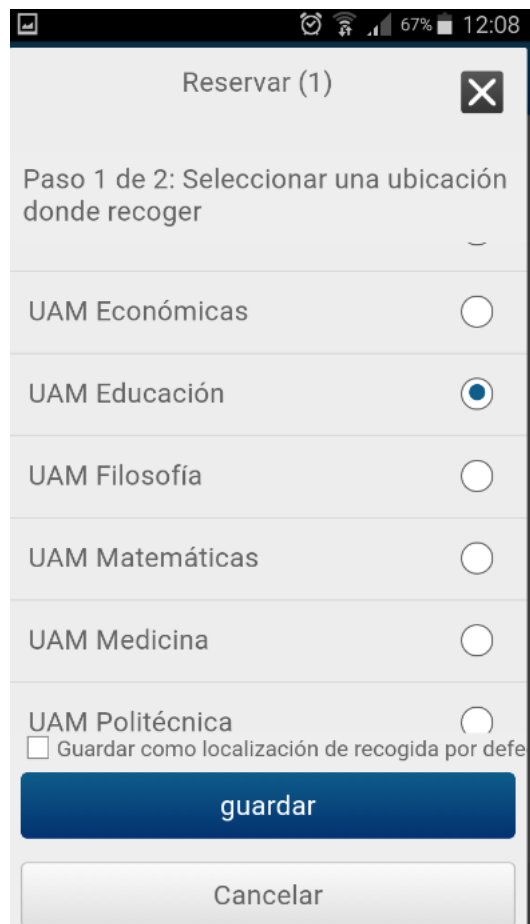 67% 12:08
Reservar (1)
Paso 1 de 2: Seleccionar una ubicación
donde recoger
UAM Económicas
UAM Educación
UAM Filosofía
UAM Matemáticas
UAM Medicina
UAM Politécnica
Guardar como localización de recogida por defe
guardar
Cancelar